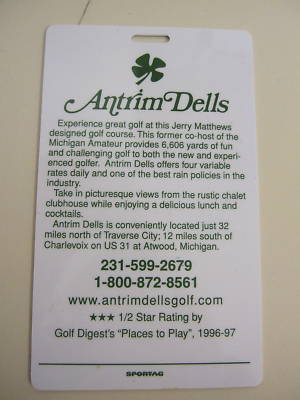 Antrim Dells
Experience great golf at this Jerry Matthews
designed golf course. This former co-host of the
Michigan Amateur provides 6,606 yards of fun
and challenging golf to both the new and experi-
enced golfer. Antrim Dells offers four variable
rates daily and one of the best rain policies in the
industry.
Take in picturesque views from the rustic chalet
clubhouse while enjoying a delicious lunch and
cocktails.
Antrim Dells is conveniently located just 32
miles north of Traverse City; 12 miles south of
Charlevoix on US 31 at Atwood, Michigan.
231-599-2679
1-800-872-8561
www.antrimdellsgolf.com
★★★ 1/2 Star Rating by
Golf Digest's "Places to Play", 1996-97
SPORTAG